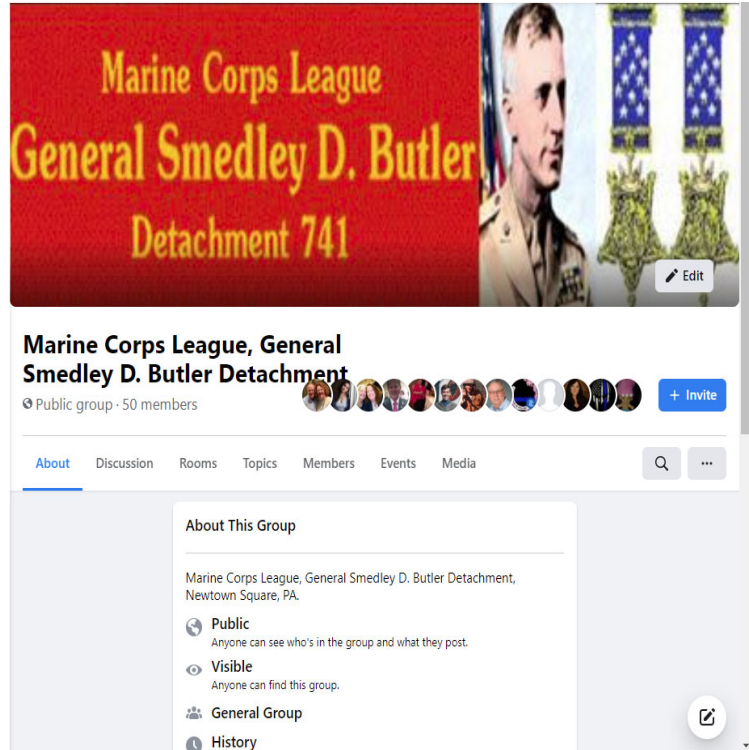 Marine Corps League
General Smedley D. Butler
Detachment 741
Edit
Marine Corps League, General
Smedley D. Butler Detachment
Public group · 50 members
+ Invite
About Discussion Rooms Topics Members Events Media
About This Group
Marine Corps League, General Smedley D. Butler Detachment,
Newtown Square, PA.
Public
Anyone can see who's in the group and what they post.
Visible
Anyone can find this group.
General Group
History